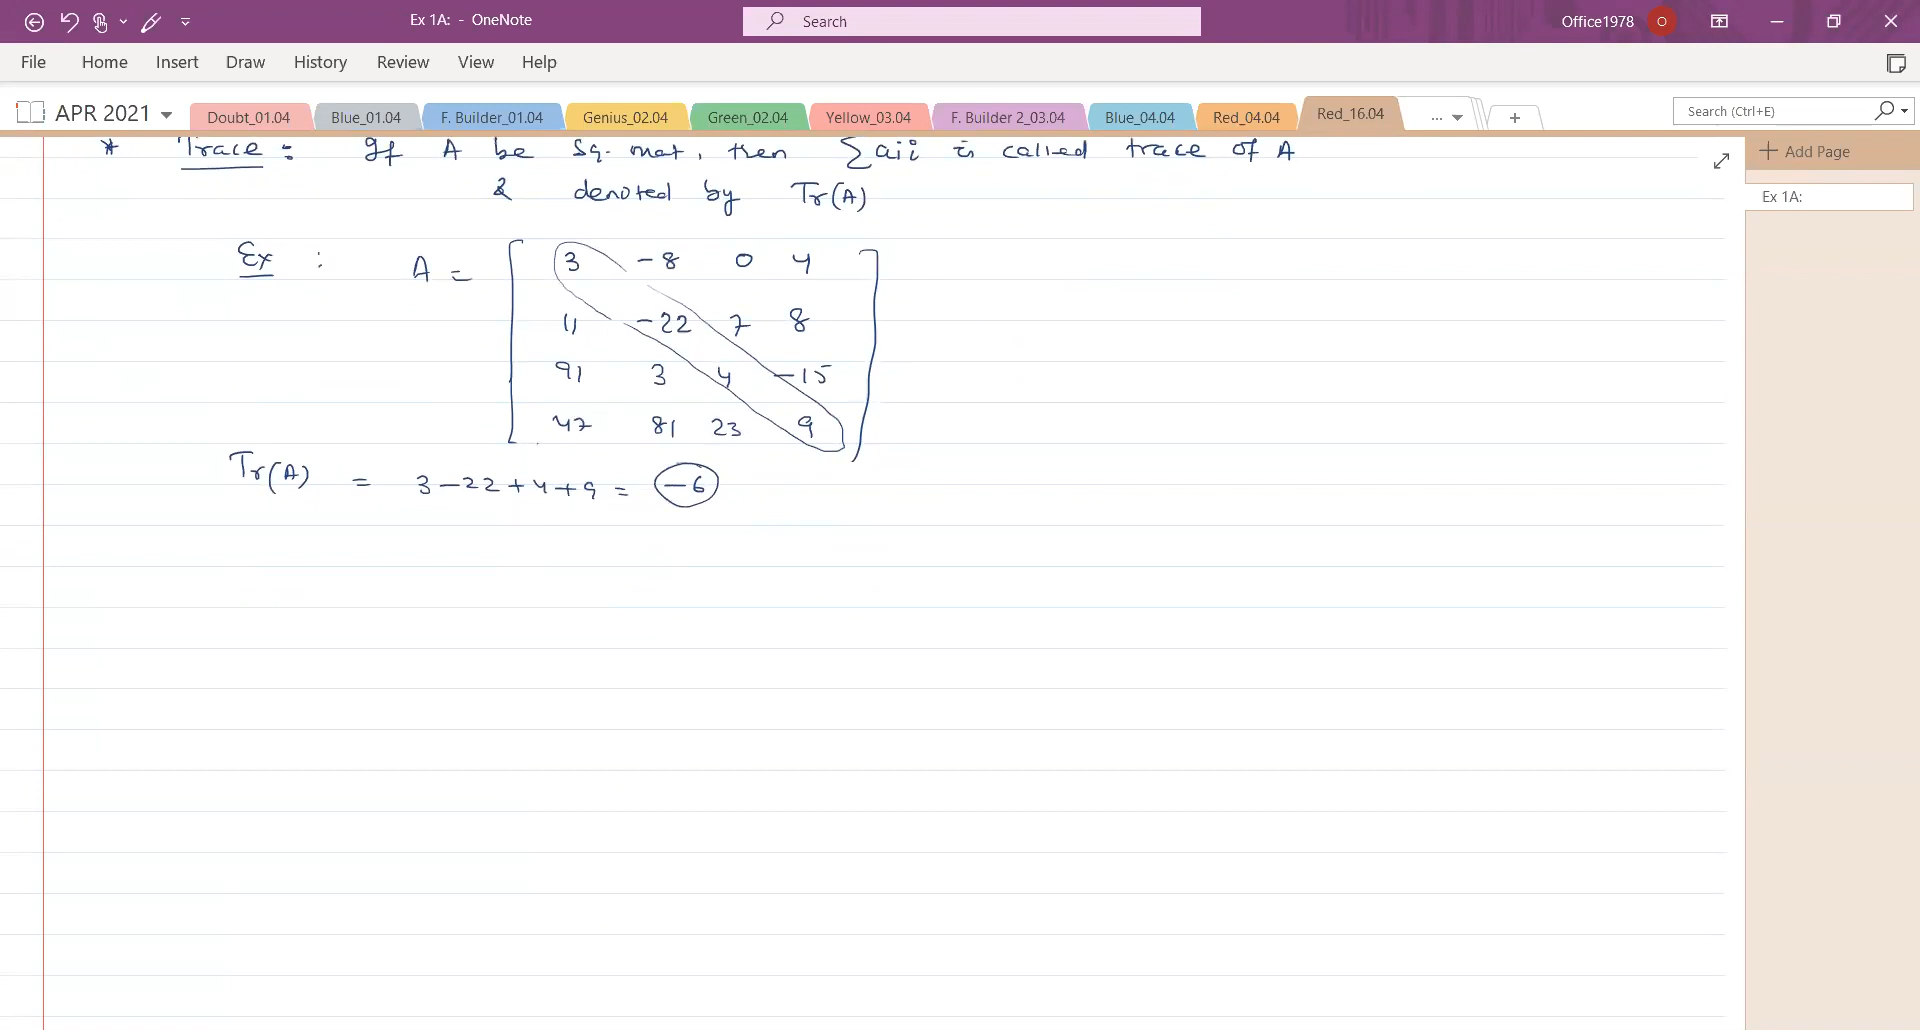 Ex 1A: - OneNote
Search
Office1978 O
File Home Insert Draw History Review View Help
APR 2021 Doubt_01.04 Blue_01.04 F. Builder_01.04 Genius_02.04 Green_02.04 Yellow_03.04 F. Builder 2_03.04 Blue_04.04 Red_04.04 Red_16.04 ... + Search (Ctrl+E)
+ Add Page
Ex 1A:
* Trace : If A be sq. mat, then ∑aii is called trace of A
& denoted by Tr(A)
Ex : A = [ 3 -8 0 4
11 -22 7 8
91 3 4 -15
47 81 23 9 ]
Tr(A) = 3-22+4+9 = -6